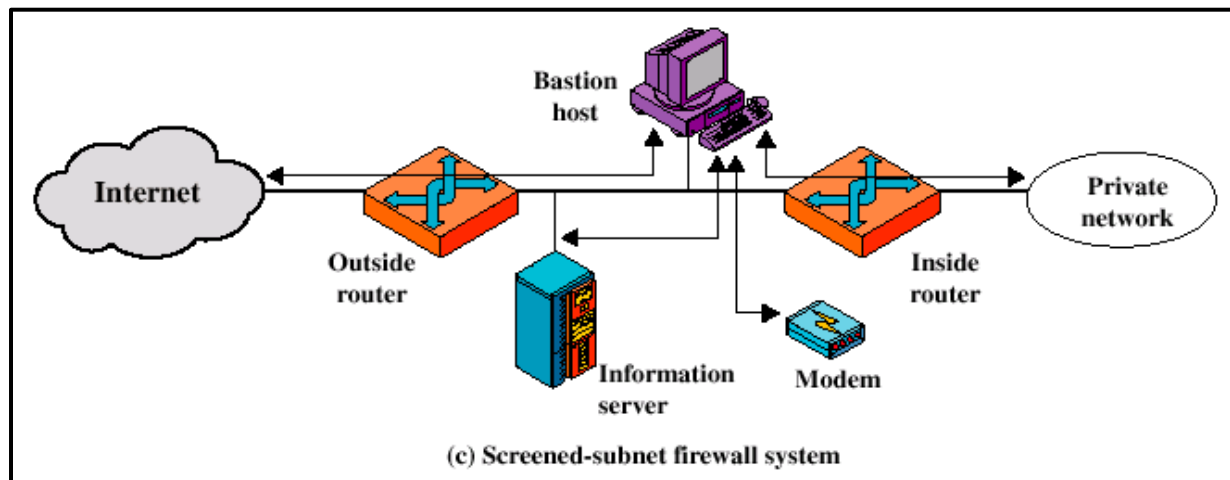 Bastion
host
Internet
Private
network
Outside
router
Inside
router
Information
server
Modem
(c) Screened-subnet firewall system